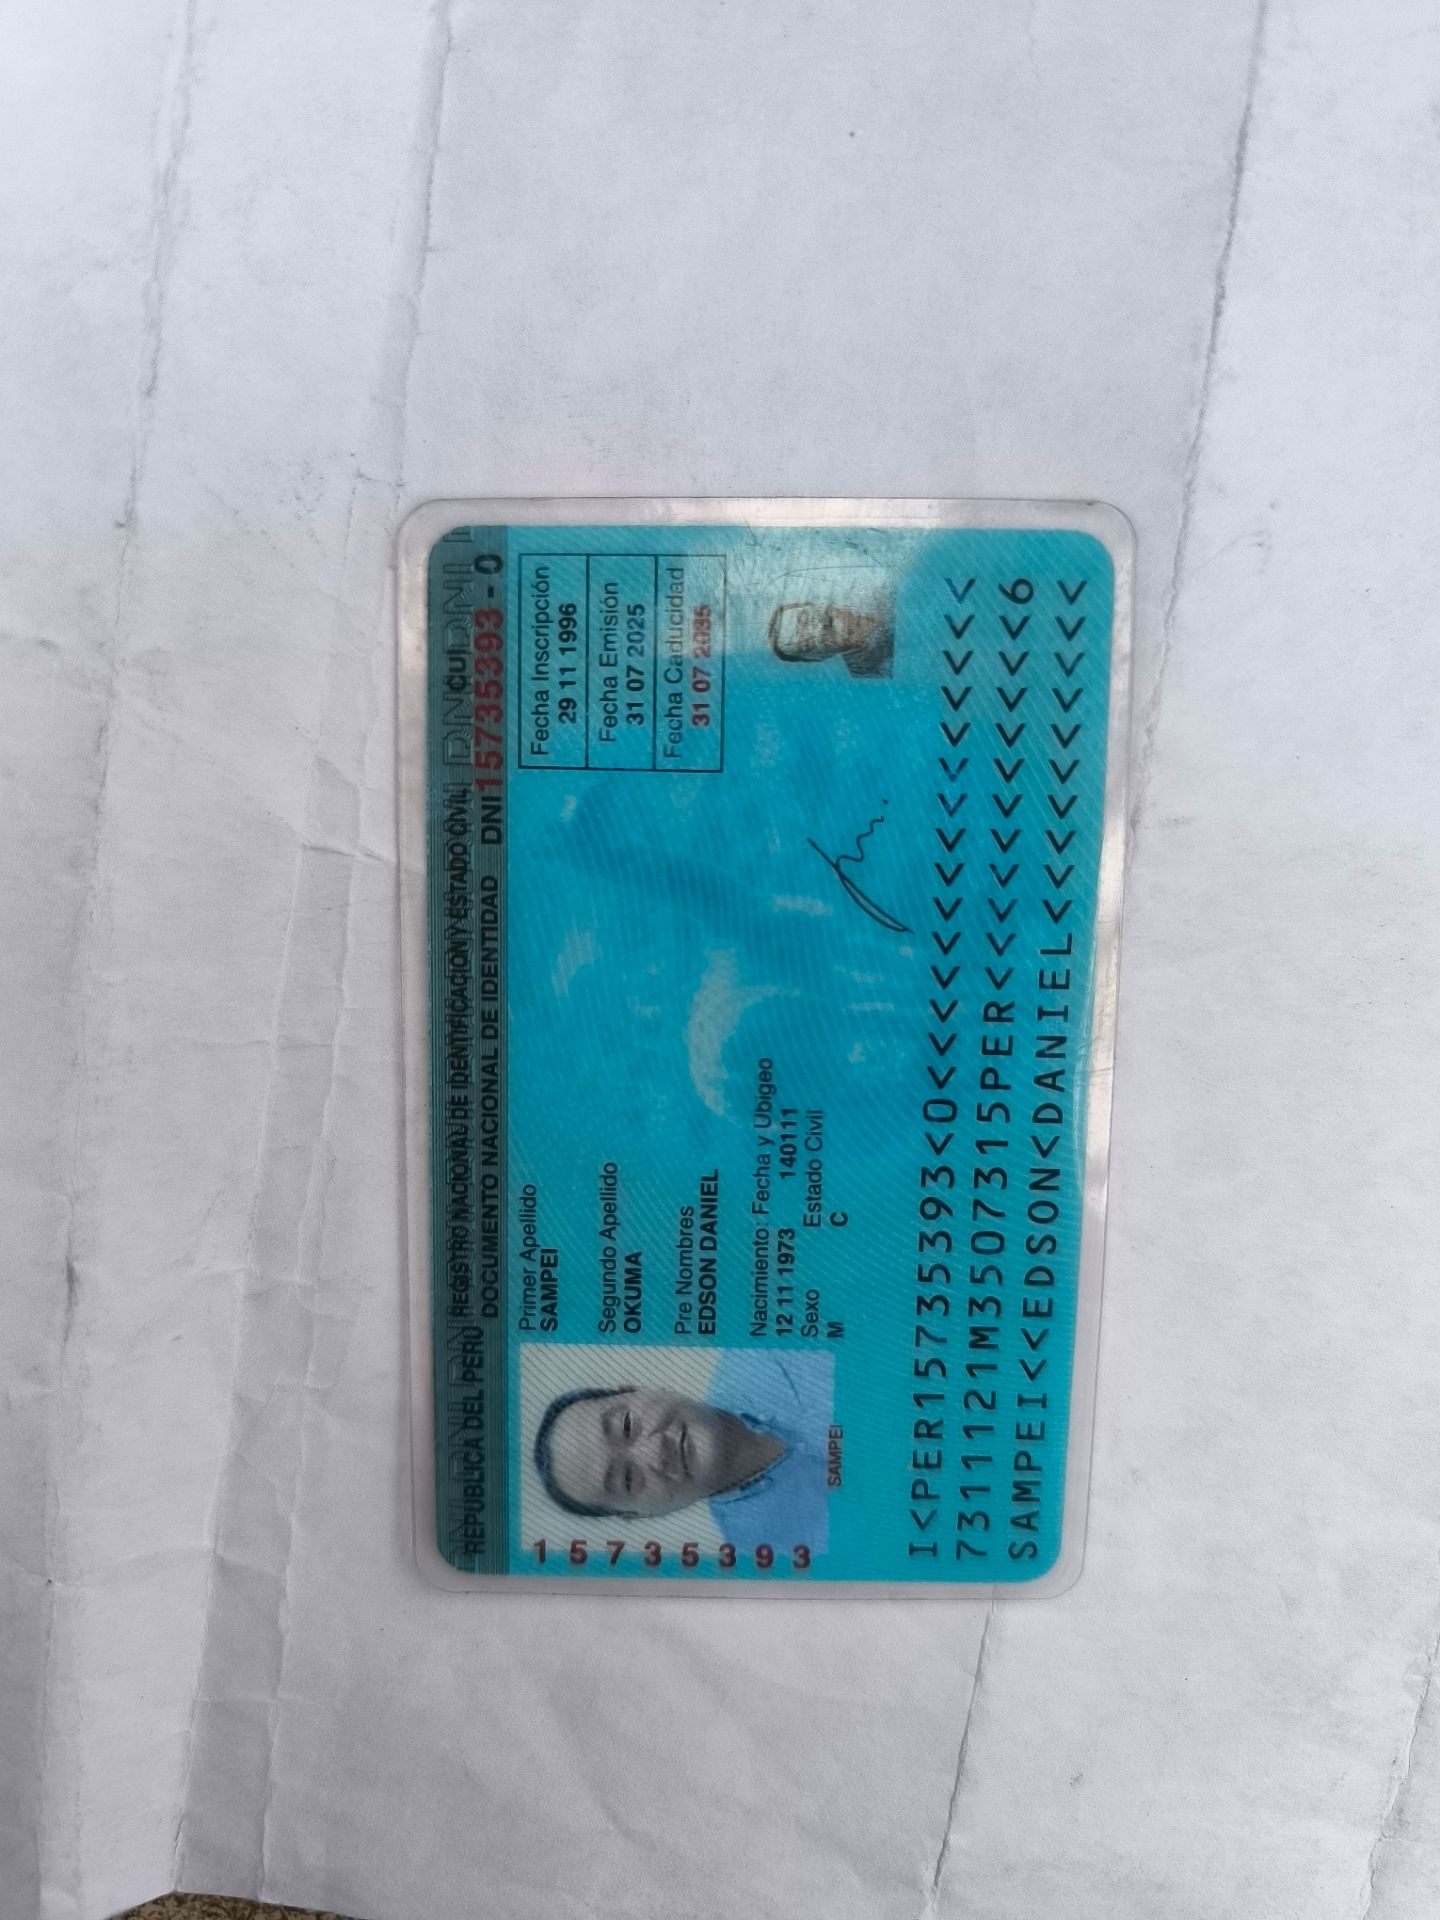 REPUBLICA DEL PERU REGISTRO NACIONAL DE IDENTIFICACION Y ESTADO CIVIL CUI
DOCUMENTO NACIONAL DE IDENTIDAD DNI 15735393 - 0
Primer Apellido
SAMPEI
Segundo Apellido
OKUMA
Pre Nombres
EDSON DANIEL
Nacimiento: Fecha y Ubigeo
12 11 1973 140111
Sexo Estado Civil
M C
Fecha Inscripción
29 11 1996
Fecha Emisión
31 07 2025
Fecha Caducidad
31 07 2035
15735393
SAMPEI
I<PER15735393<0<<<<<<<<<<<<<<<
7311121M3507315PER<<<<<<<<<<<6
SAMPEI<<EDSON<DANIEL<<<<<<<<<<